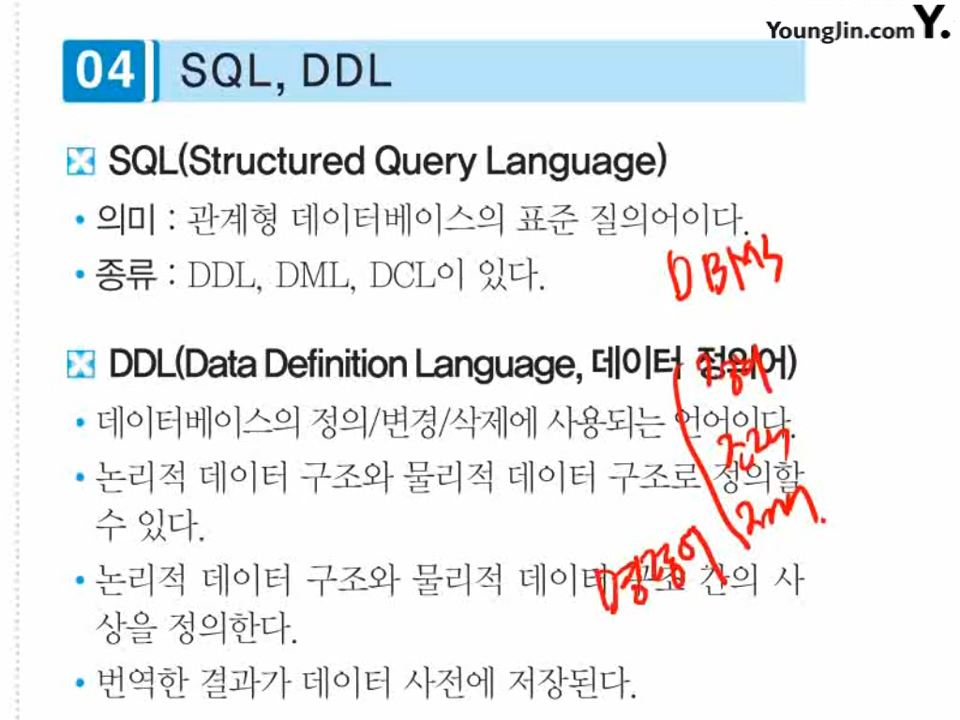 YoungJin.com Y.
04 SQL, DDL
SQL(Structured Query Language)
• 의미 : 관계형 데이터베이스의 표준 질의어이다.
• 종류 : DDL, DML, DCL이 있다.
DBMS
DDL(Data Definition Language, 데이터 정의어)
• 데이터베이스의 정의/변경/삭제에 사용되는 언어이다.
• 논리적 데이터 구조와 물리적 데이터 구조로 정의할
수 있다.
• 논리적 데이터 구조와 물리적 데이터 구조 간의 사
상을 정의한다.
• 번역한 결과가 데이터 사전에 저장된다.